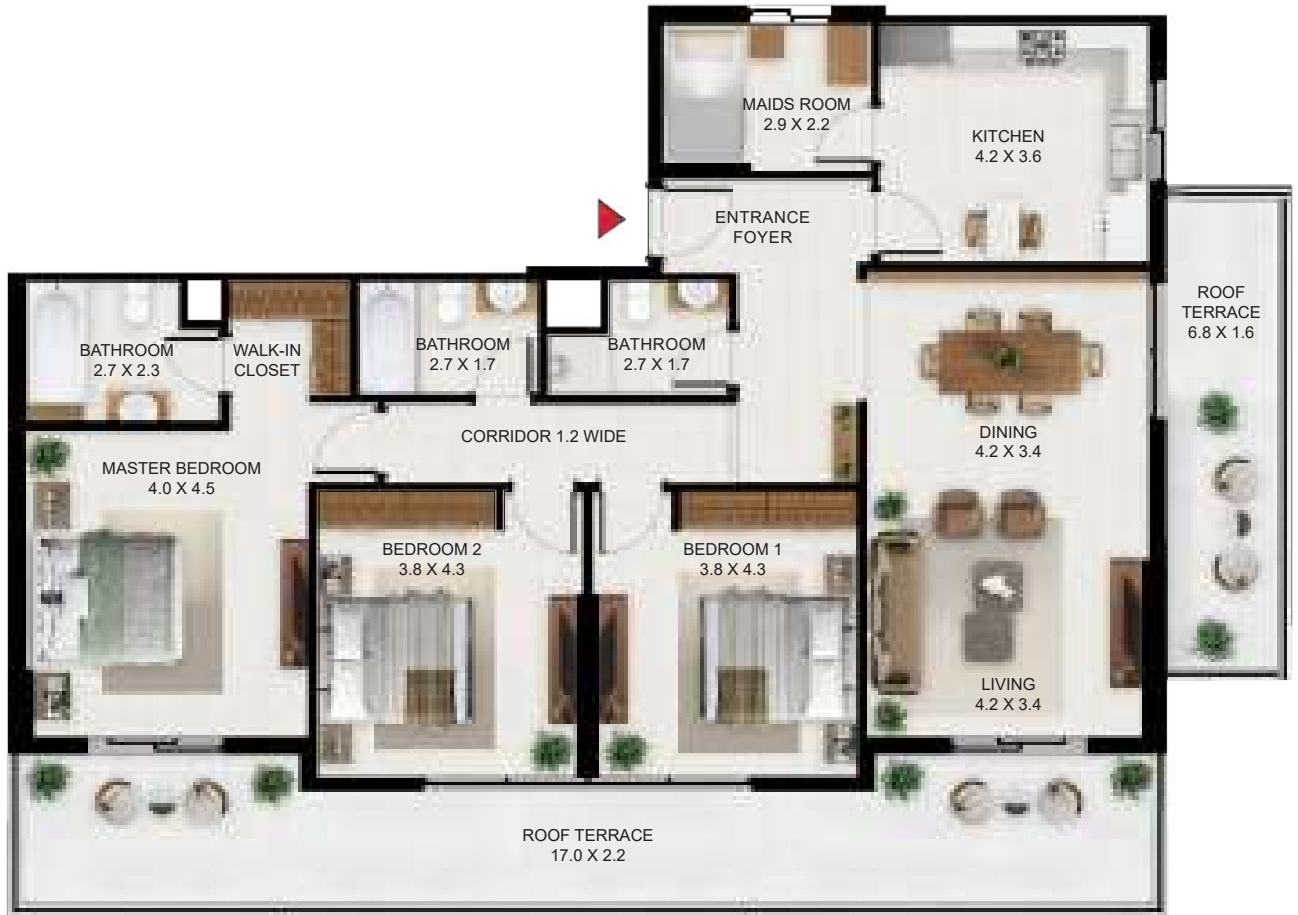 MAIDS ROOM
2.9 X 2.2
KITCHEN
4.2 X 3.6
ENTRANCE
FOYER
ROOF
TERRACE
6.8 X 1.6
BATHROOM
2.7 X 2.3
WALK-IN
CLOSET
BATHROOM
2.7 X 1.7
BATHROOM
2.7 X 1.7
CORRIDOR 1.2 WIDE
DINING
4.2 X 3.4
MASTER BEDROOM
4.0 X 4.5
BEDROOM 2
3.8 X 4.3
BEDROOM 1
3.8 X 4.3
LIVING
4.2 X 3.4
ROOF TERRACE
17.0 X 2.2